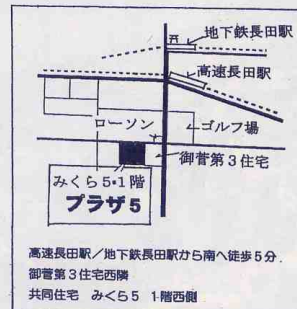 地下鉄長田駅
高速長田駅
ローソン
ゴルフ場
御菅第3住宅
みくら5・1階
プラザ5
高速長田駅/地下鉄長田駅から南へ徒歩5分.
御菅第3住宅西隣
共同住宅 みくら5 1階西側